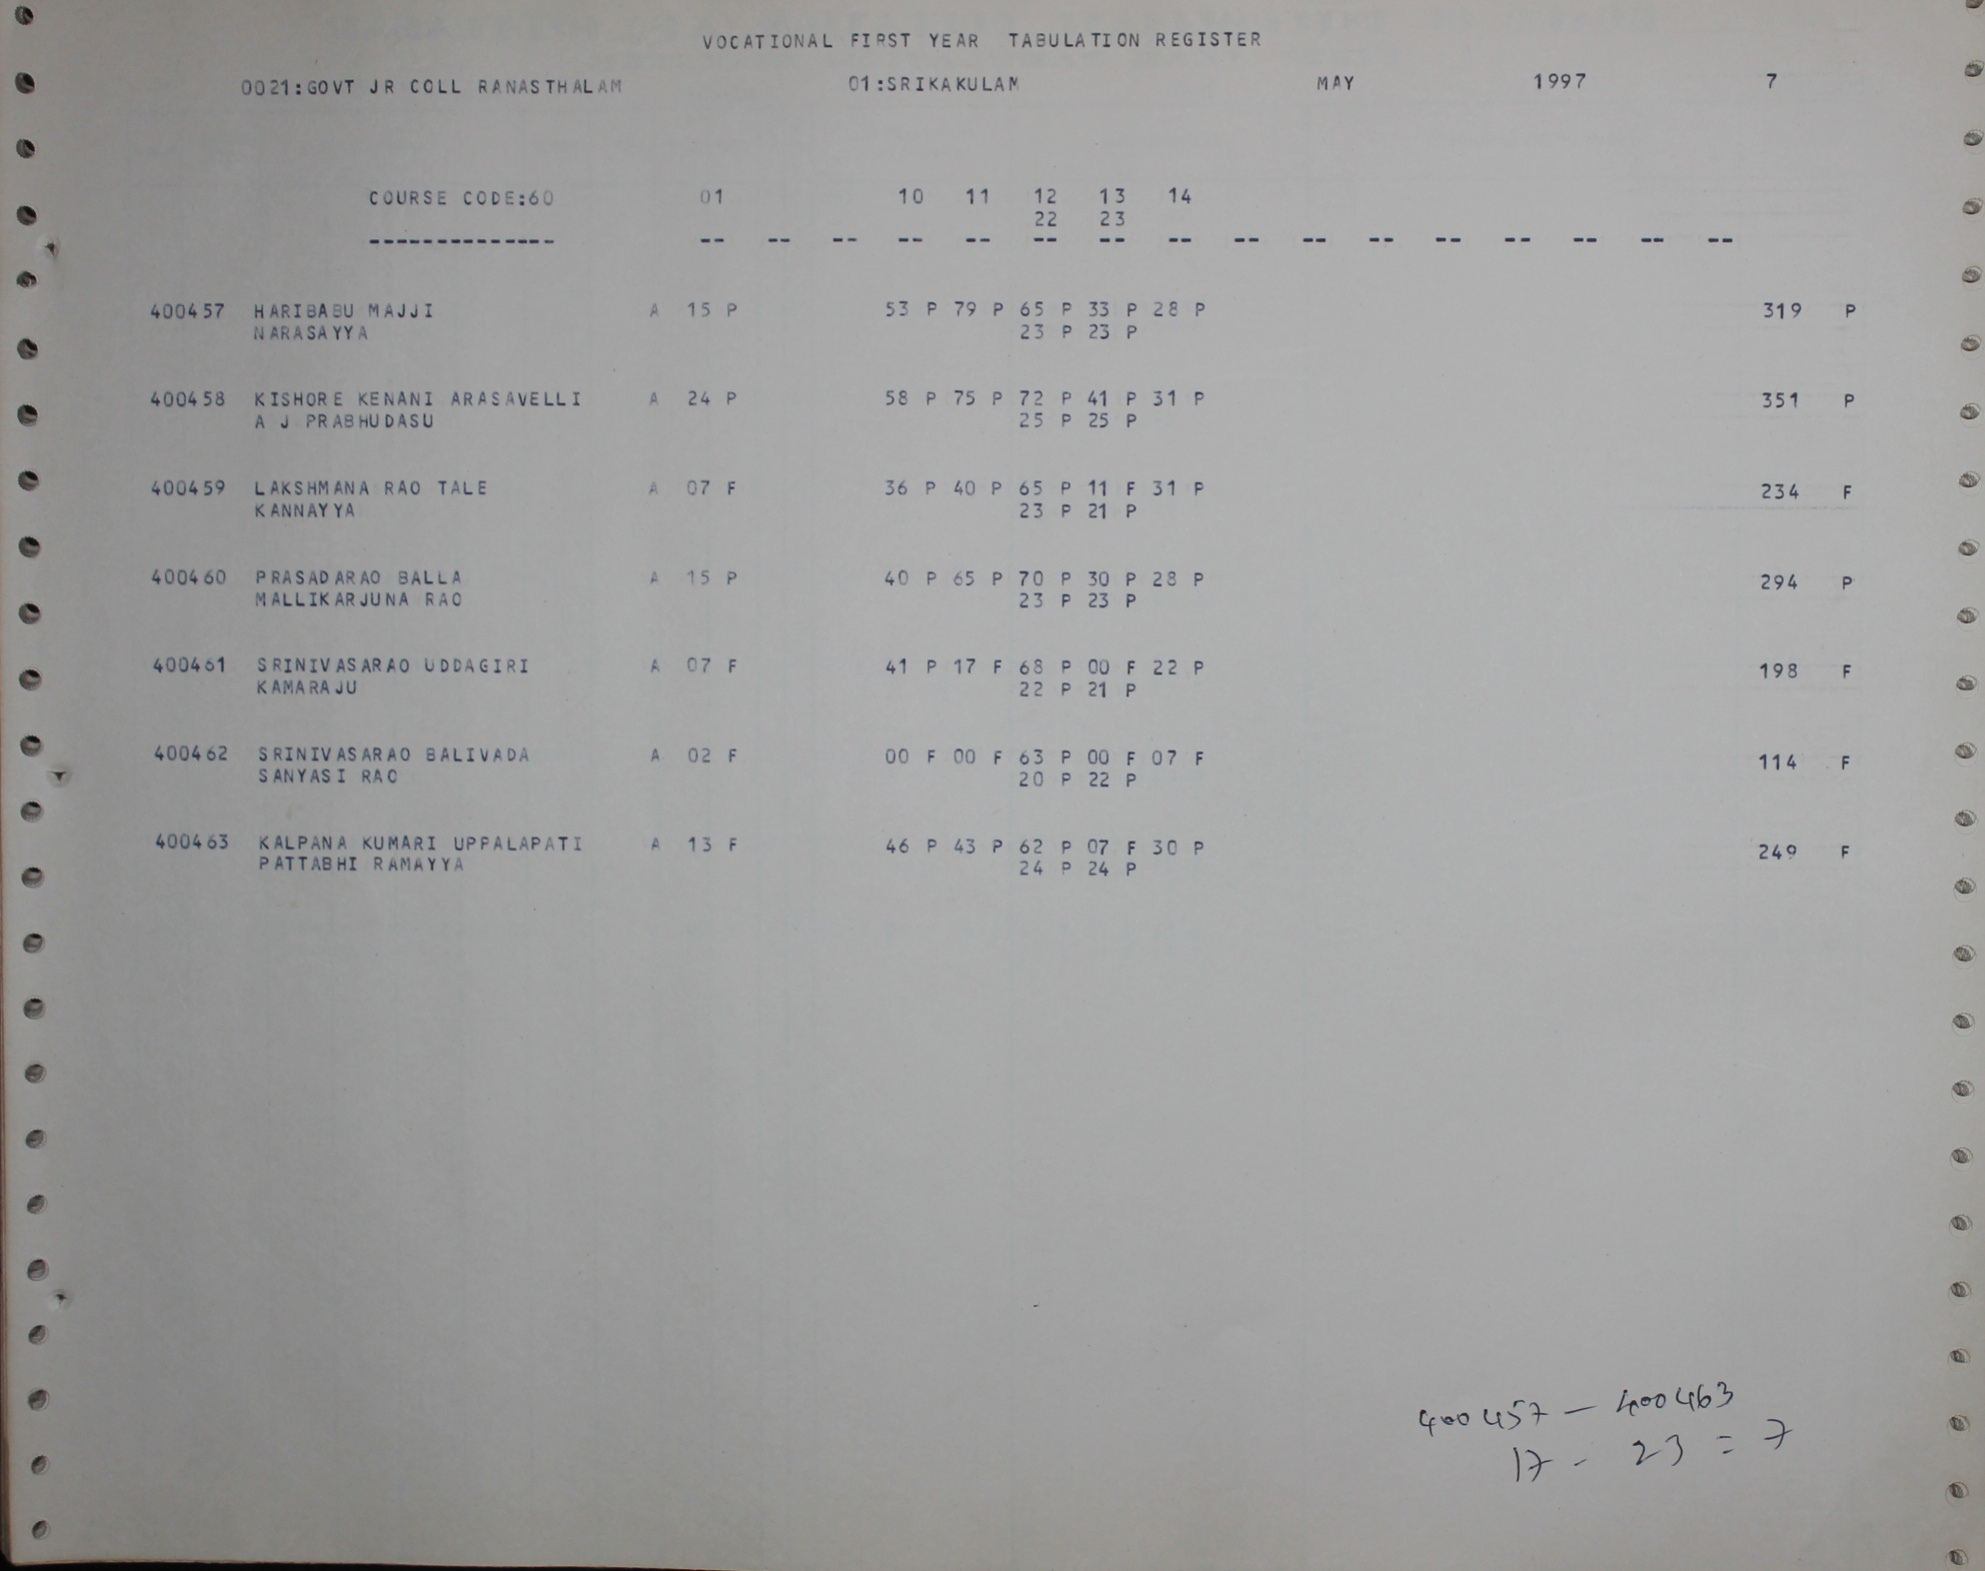 VOCATIONAL FIRST YEAR TABULATION REGISTER
0021:GOVT JR COLL RANASTHALAM 01:SRIKAKULAM MAY 1997 7
COURSE CODE:60 01 10 11 12 13 14
22 23
-------------- -- -- -- -- -- -- -- -- -- -- -- -- -- -- -- --
400457 HARIBABU MAJJI A 15 P 53 P 79 P 65 P 33 P 28 P 319 P
NARASAYYA 23 P 23 P
400458 KISHORE KENANI ARASAVELLI A 24 P 58 P 75 P 72 P 41 P 31 P 351 P
A J PRABHUDASU 25 P 25 P
400459 LAKSHMANA RAO TALE A 07 F 36 P 40 P 65 P 11 F 31 P 234 F
KANNAYYA 23 P 21 P
400460 PRASADARAO BALLA A 15 P 40 P 65 P 70 P 30 P 28 P 294 P
MALLIKARJUNA RAO 23 P 23 P
400461 SRINIVASARAO UDDAGIRI A 07 F 41 P 17 F 68 P 00 F 22 P 198 F
KAMARAJU 22 P 21 P
400462 SRINIVASARAO BALIVADA A 02 F 00 F 00 F 63 P 00 F 07 F 114 F
SANYASI RAO 20 P 22 P
400463 KALPANA KUMARI UPPALAPATI A 13 F 46 P 43 P 62 P 07 F 30 P 249 F
PATTABHI RAMAYYA 24 P 24 P
400457 — 400463
17 - 23 = 7